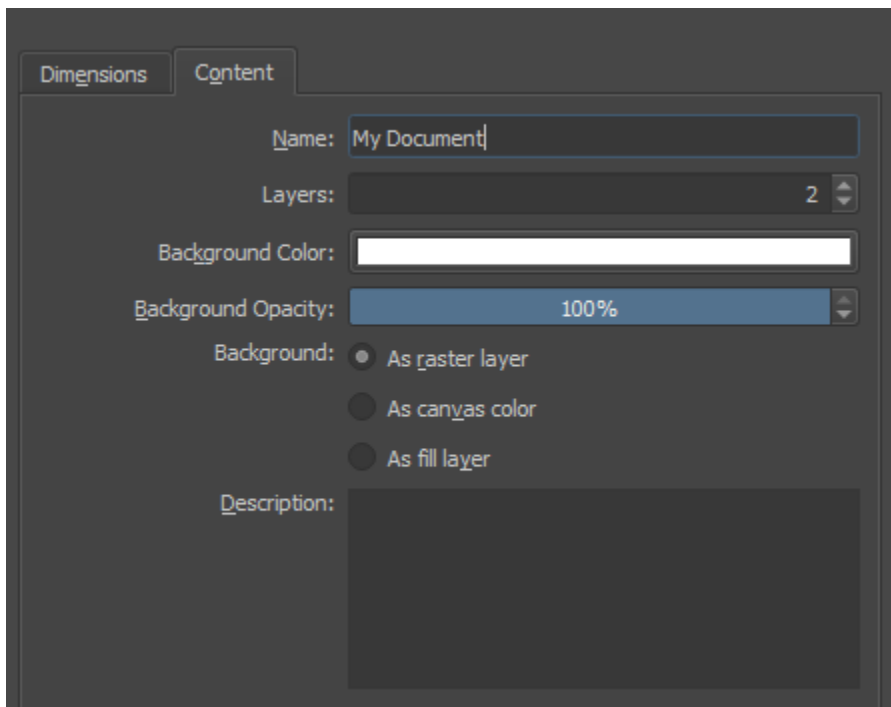 Dimensions Content
Name: My Document
Layers: 2
Background Color:
Background Opacity: 100%
Background: As raster layer
As canvas color
As fill layer
Description: